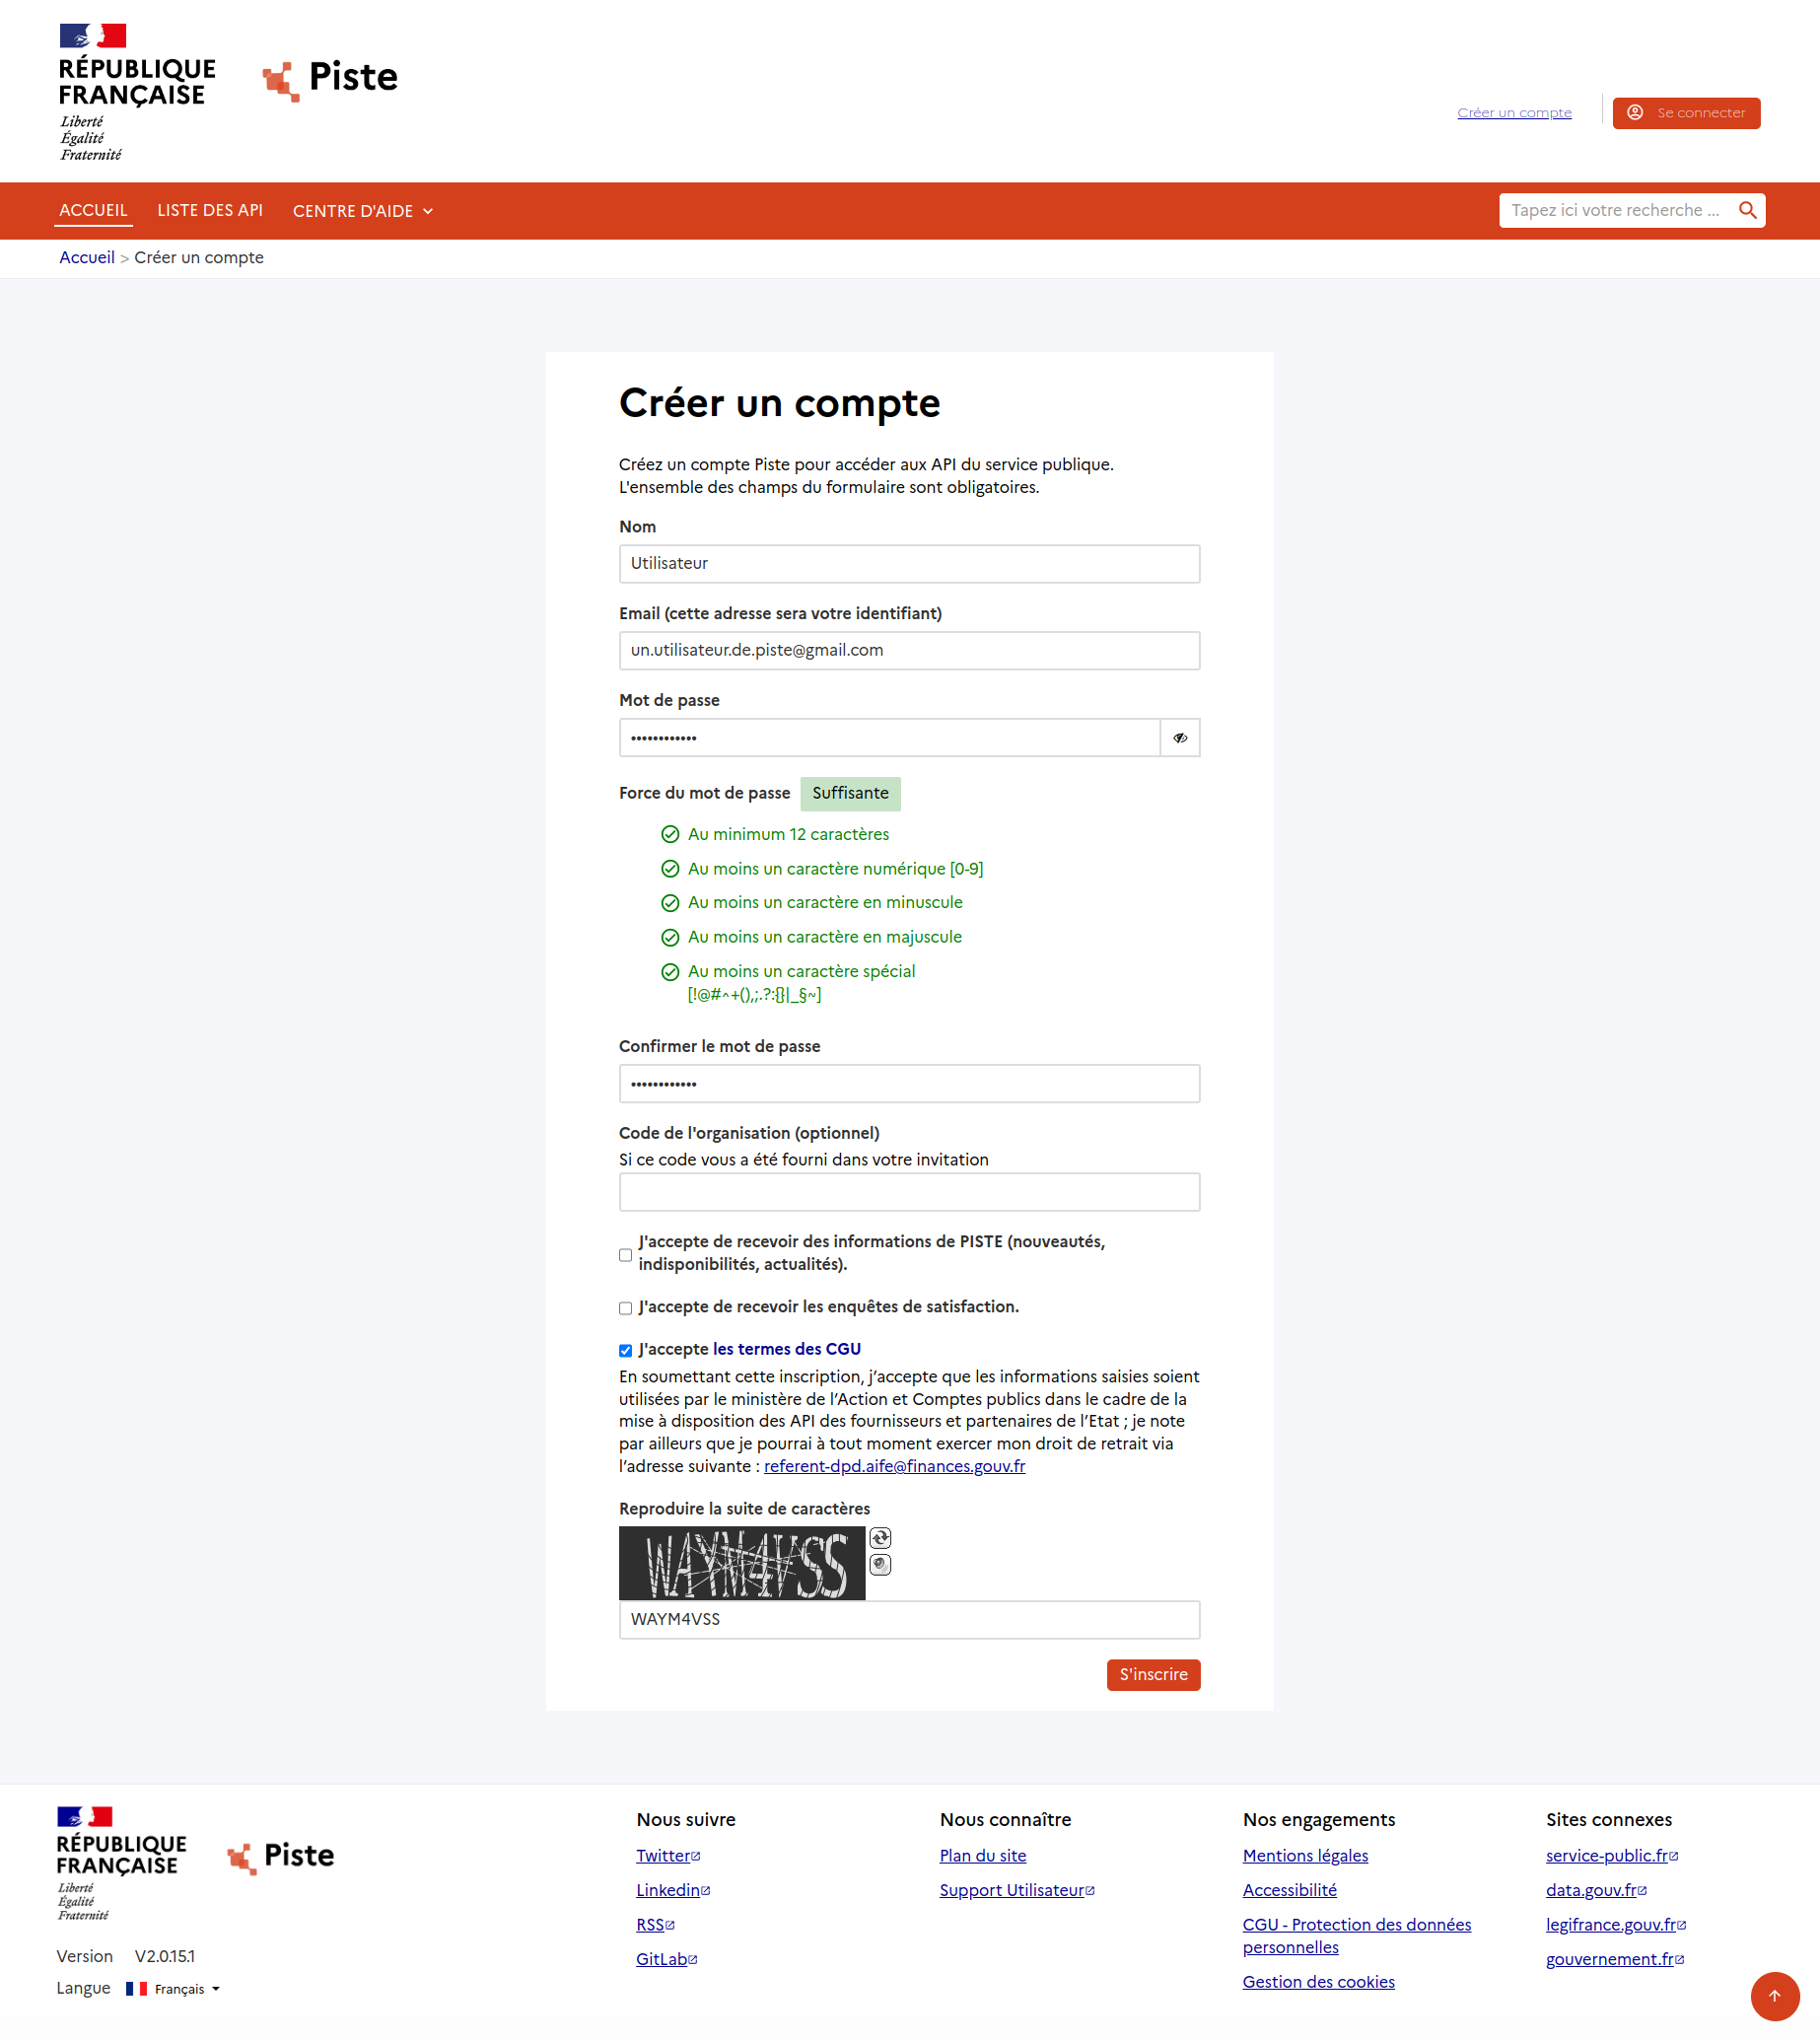 RÉPUBLIQUE
FRANÇAISE
Liberté
Égalité
Fraternité
Piste
Créer un compte
Se connecter
ACCUEIL
LISTE DES API
CENTRE D'AIDE
Tapez ici votre recherche ...
Accueil > Créer un compte
Créer un compte
Créez un compte Piste pour accéder aux API du service publique.
L'ensemble des champs du formulaire sont obligatoires.
Nom
Utilisateur
Email (cette adresse sera votre identifiant)
un.utilisateur.de.piste@gmail.com
Mot de passe
••••••••••••
Force du mot de passe Suffisante
Au minimum 12 caractères
Au moins un caractère numérique [0-9]
Au moins un caractère en minuscule
Au moins un caractère en majuscule
Au moins un caractère spécial
[!@#^+(),;.?:{}|_§~]
Confirmer le mot de passe
••••••••••••
Code de l'organisation (optionnel)
Si ce code vous a été fourni dans votre invitation
J'accepte de recevoir des informations de PISTE (nouveautés,
indisponibilités, actualités).
J'accepte de recevoir les enquêtes de satisfaction.
J'accepte les termes des CGU
En soumettant cette inscription, j’accepte que les informations saisies soient
utilisées par le ministère de l’Action et Comptes publics dans le cadre de la
mise à disposition des API des fournisseurs et partenaires de l’Etat ; je note
par ailleurs que je pourrai à tout moment exercer mon droit de retrait via
l’adresse suivante : referent-dpd.aife@finances.gouv.fr
Reproduire la suite de caractères
WAYM4VSS
WAYM4VSS
S'inscrire
RÉPUBLIQUE
FRANÇAISE
Liberté
Égalité
Fraternité
Piste
Version V2.0.15.1
Langue Français
Nous suivre
Twitter
Linkedin
RSS
GitLab
Nous connaître
Plan du site
Support Utilisateur
Nos engagements
Mentions légales
Accessibilité
CGU - Protection des données
personnelles
Gestion des cookies
Sites connexes
service-public.fr
data.gouv.fr
legifrance.gouv.fr
gouvernement.fr